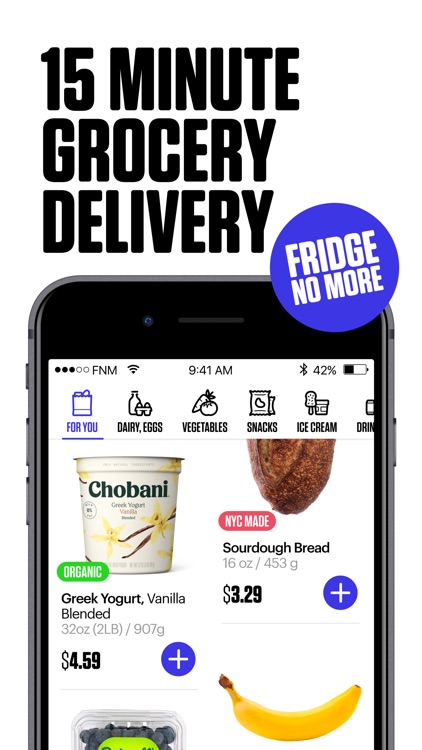 15 MINUTE
GROCERY
DELIVERY
FRIDGE
NO MORE
FNM
9:41 AM
42%
FOR YOU
DAIRY, EGGS
VEGETABLES
SNACKS
ICE CREAM
DRIN
Chobani
Greek Yogurt
Vanilla
Blended
ORGANIC
Greek Yogurt, Vanilla
Blended
32oz (2LB) / 907g
$4.59
NYC MADE
Sourdough Bread
16 oz / 453 g
$3.29